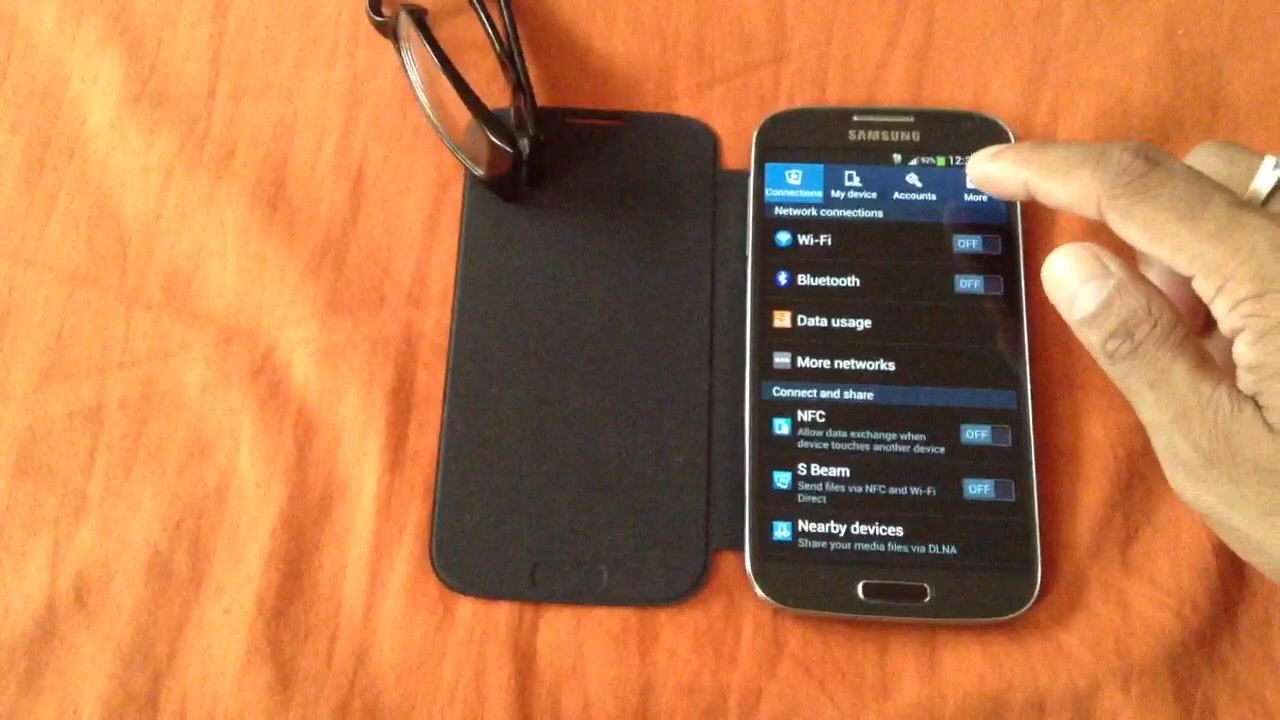 SAMSUNG
92%
Connections
My device
Accounts
More
Network connections
Wi-Fi
OFF
Bluetooth
OFF
Data usage
More networks
Connect and share
NFC
Allow data exchange when
device touches another device
OFF
S Beam
Send files via NFC and Wi-Fi
Direct
OFF
Nearby devices
Share your media files via DLNA